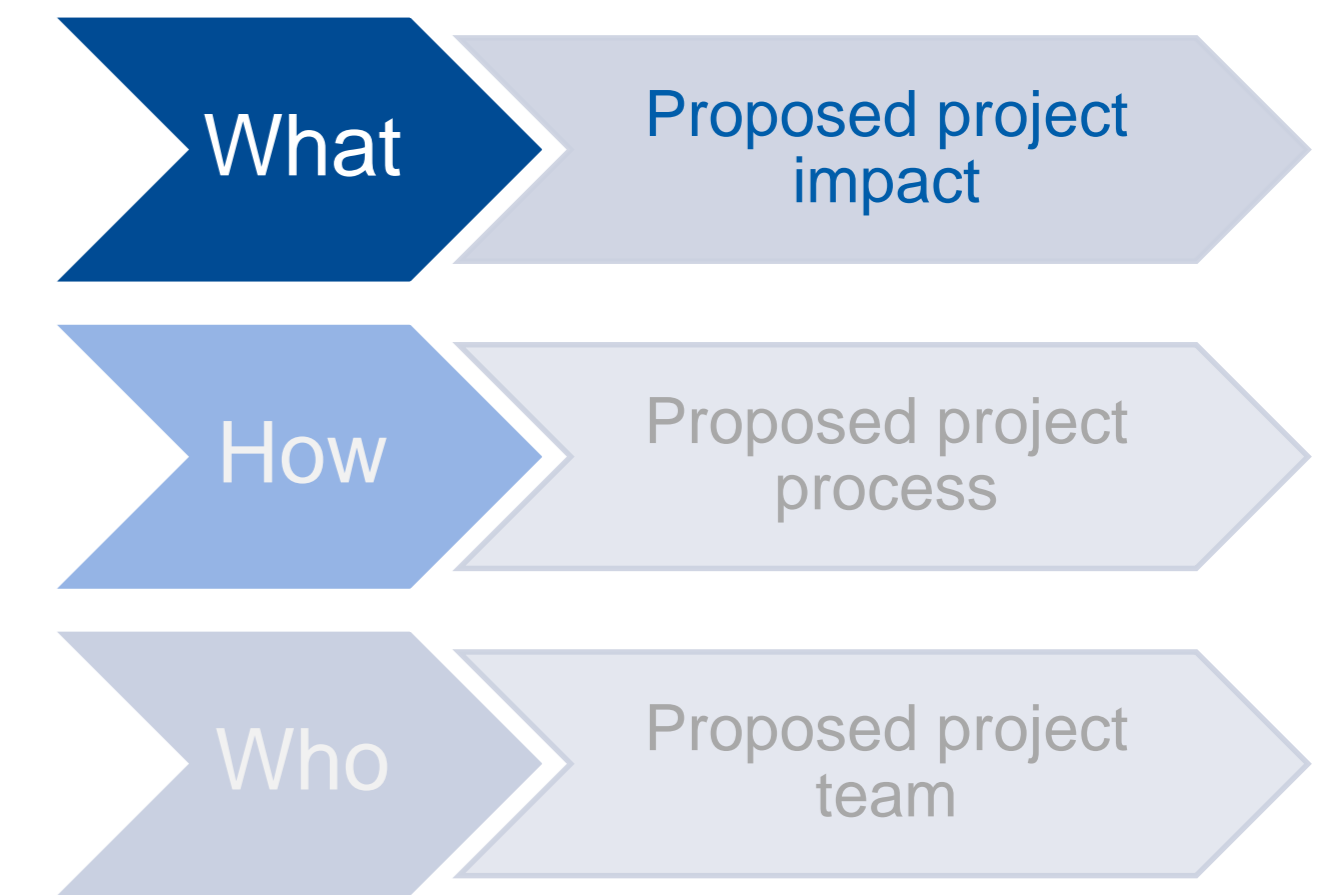 What
Proposed project
impact
How
Proposed project
process
Who
Proposed project
team